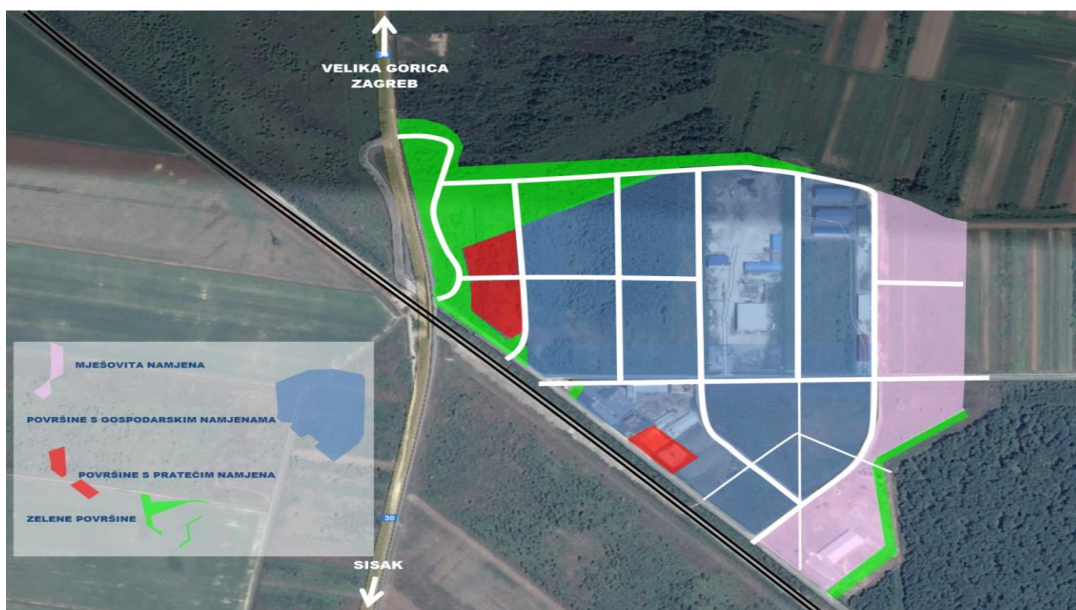 VELIKA GORICA
ZAGREB
MJEŠOVITA NAMJENA
POVRŠINE S GOSPODARSKIM NAMJENAMA
POVRŠINE S PRATEĆIM NAMJENA
ZELENE POVRŠINE
30
SISAK